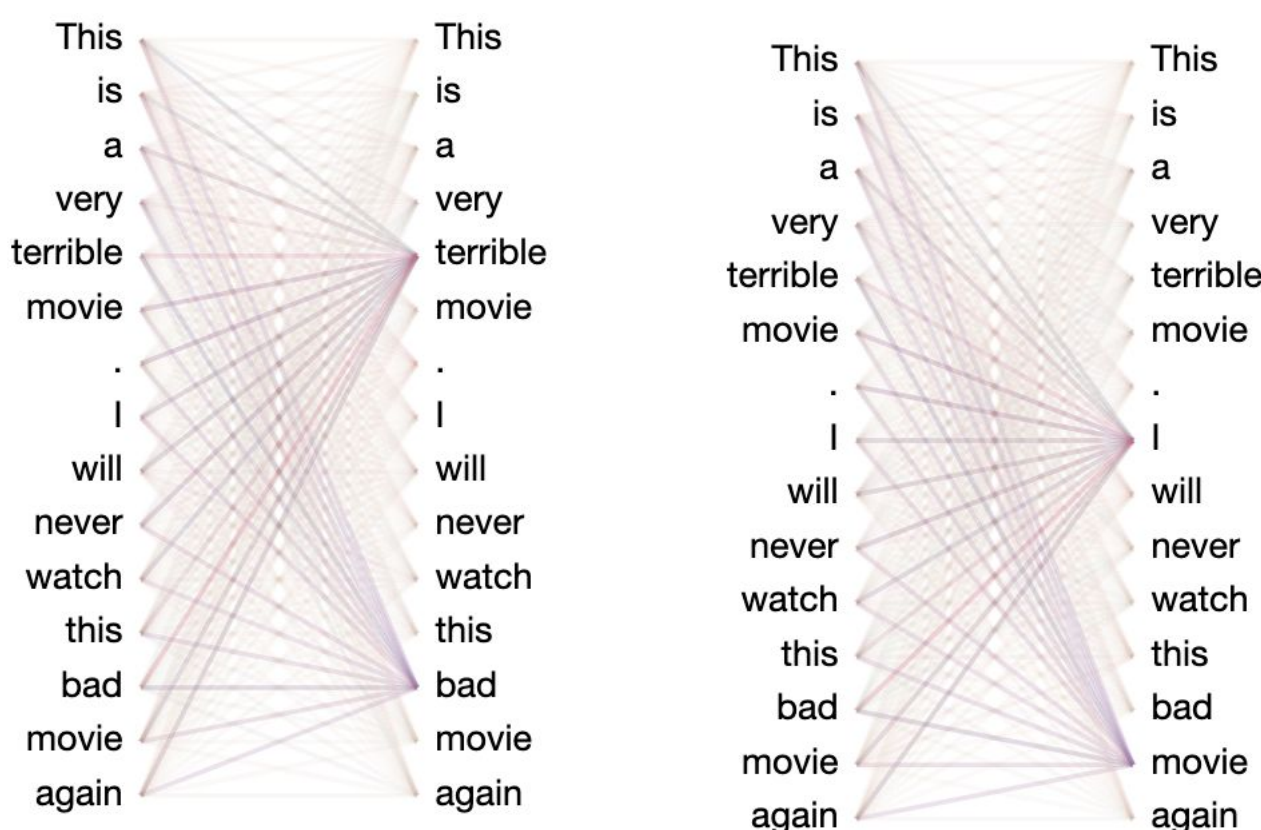 This This
is is
a a
very very
terrible terrible
movie movie
. .
I I
will will
never never
watch watch
this this
bad bad
movie movie
again again
This This
is is
a a
very very
terrible terrible
movie movie
. .
I I
will will
never never
watch watch
this this
bad bad
movie movie
again again